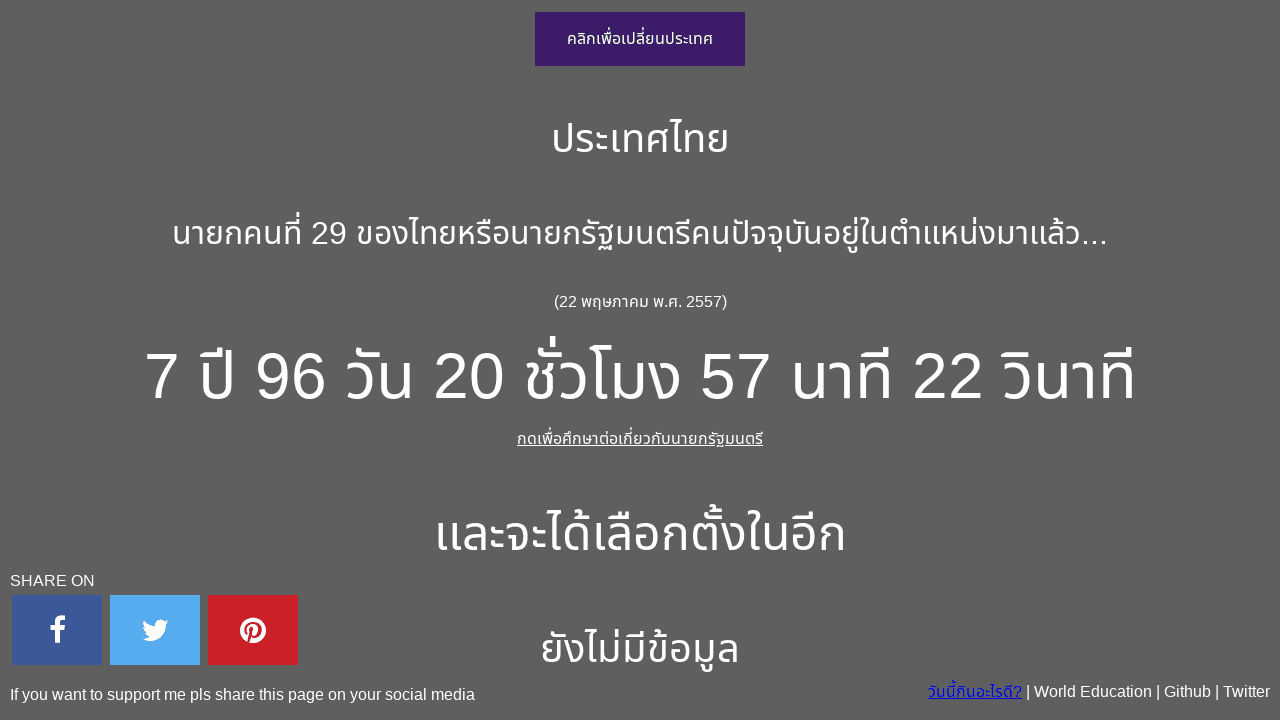 คลิกเพื่อเปลี่ยนประเทศ
ประเทศไทย
นายกคนที่ 29 ของไทยหรือนายกรัฐมนตรีคนปัจจุบันอยู่ในตำแหน่งมาแล้ว...
(22 พฤษภาคม พ.ศ. 2557)
7 ปี 96 วัน 20 ชั่วโมง 57 นาที 22 วินาที
กดเพื่อศึกษาต่อเกี่ยวกับนายกรัฐมนตรี
และจะได้เลือกตั้งในอีก
ยังไม่มีข้อมูล
SHARE ON
If you want to support me pls share this page on your social media
วันนี้กินอะไรดี? | World Education | Github | Twitter